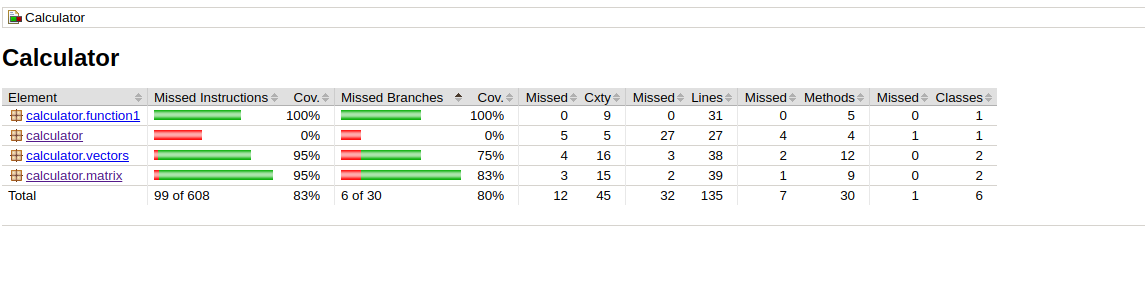 Calculator
Calculator
Element Missed Instructions Cov. Missed Branches Cov. Missed Cxty Missed Lines Missed Methods Missed Classes
calculator.function1 100% 100% 0 9 0 31 0 5 0 1
calculator 0% 0% 5 5 27 27 4 4 1 1
calculator.vectors 95% 75% 4 16 3 38 2 12 0 2
calculator.matrix 95% 83% 3 15 2 39 1 9 0 2
Total 99 of 608 83% 6 of 30 80% 12 45 32 135 7 30 1 6